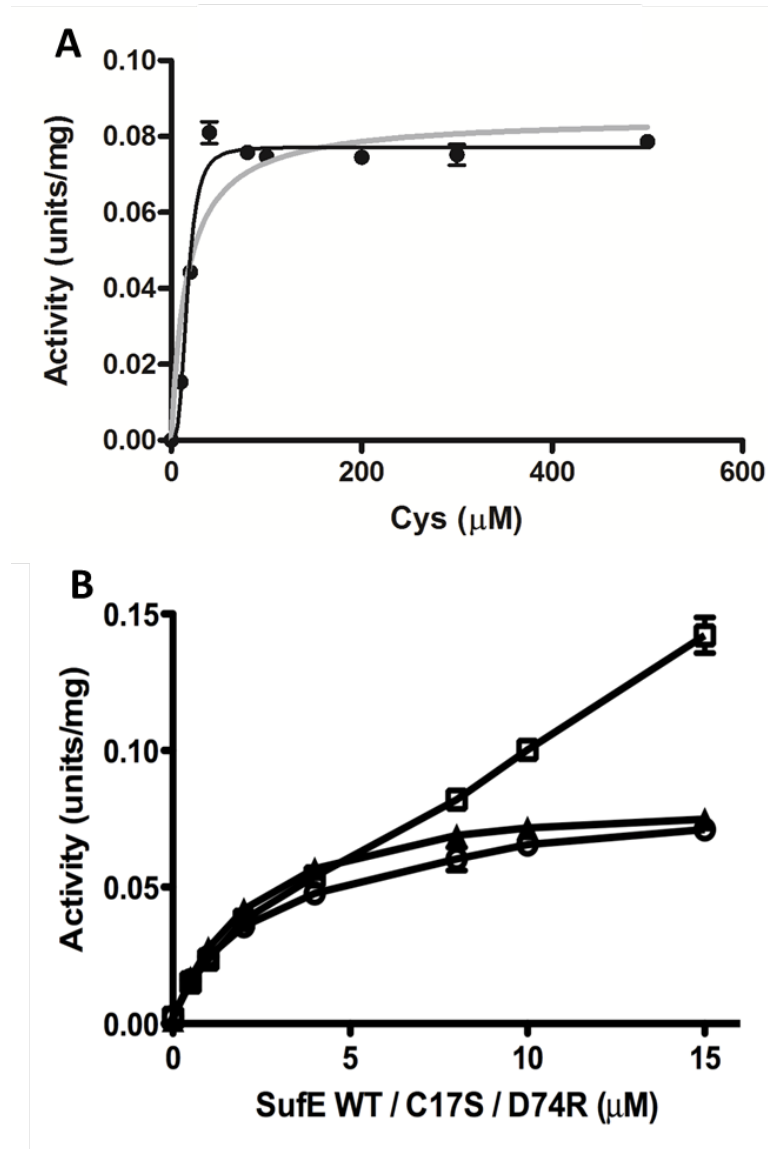 A
0.10
0.08
0.06
0.04
0.02
0.00
Activity (units/mg)
0 200 400 600
Cys (μM)
B
0.15
0.10
0.05
0.00
Activity (units/mg)
0 5 10 15
SufE WT / C17S / D74R (μM)